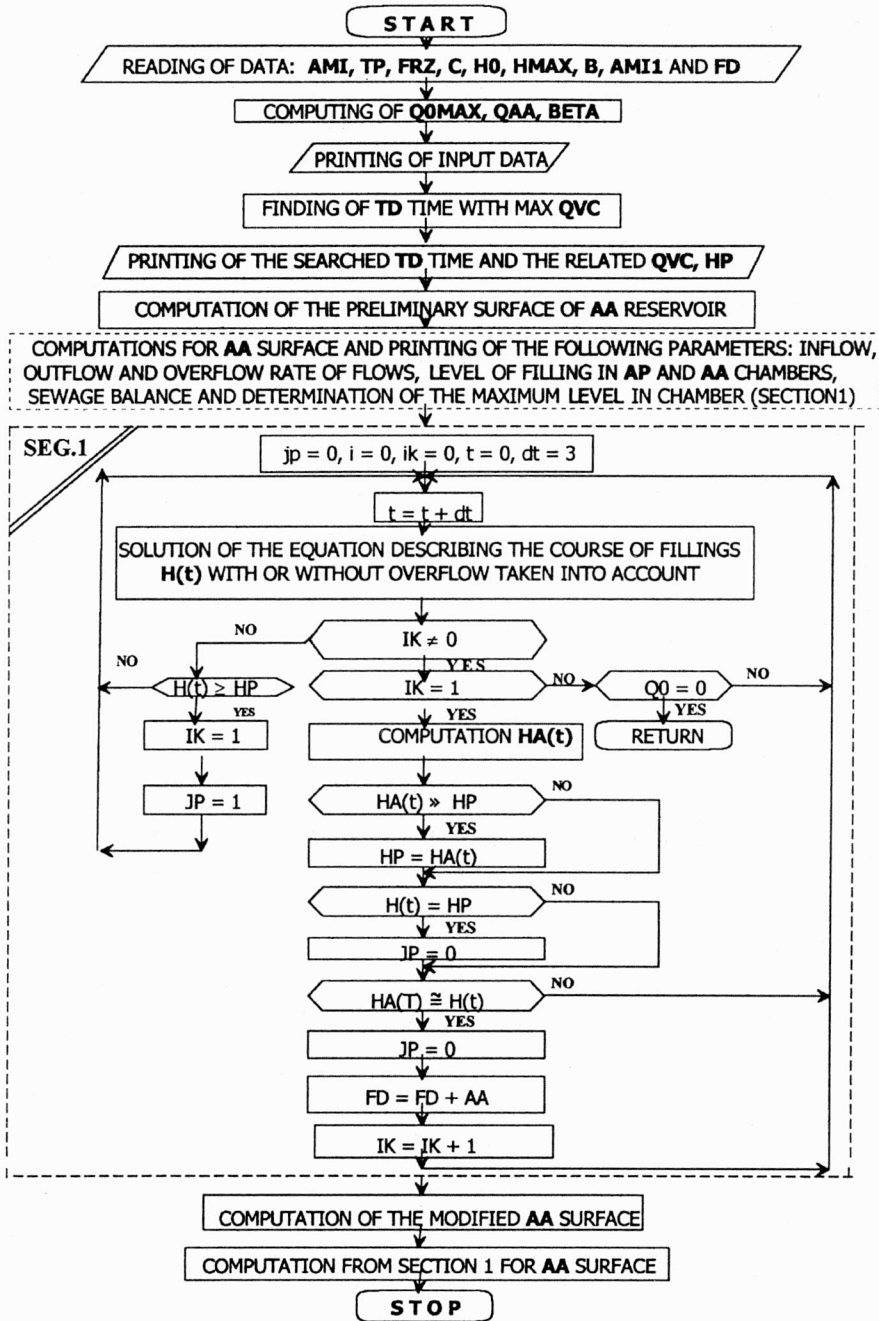 START
READING OF DATA: AMI, TP, FRZ, C, H0, HMAX, B, AMI1 AND FD
COMPUTING OF Q0MAX, QAA, BETA
PRINTING OF INPUT DATA
FINDING OF TD TIME WITH MAX QVC
PRINTING OF THE SEARCHED TD TIME AND THE RELATED QVC, HP
COMPUTATION OF THE PRELIMINARY SURFACE OF AA RESERVOIR
COMPUTATIONS FOR AA SURFACE AND PRINTING OF THE FOLLOWING PARAMETERS: INFLOW,
OUTFLOW AND OVERFLOW RATE OF FLOWS, LEVEL OF FILLING IN AP AND AA CHAMBERS,
SEWAGE BALANCE AND DETERMINATION OF THE MAXIMUM LEVEL IN CHAMBER (SECTION1)
SEG.1
jp = 0, i = 0, ik = 0, t = 0, dt = 3
t = t + dt
SOLUTION OF THE EQUATION DESCRIBING THE COURSE OF FILLINGS
H(t) WITH OR WITHOUT OVERFLOW TAKEN INTO ACCOUNT
NO
IK ≠ 0
YES
NO
H(t) ≥ HP
IK = 1
NO
Q0 = 0
NO
YES
IK = 1
YES
COMPUTATION HA(t)
YES
RETURN
JP = 1
HA(t) » HP
NO
YES
HP = HA(t)
H(t) = HP
NO
YES
JP = 0
HA(T) ≅ H(t)
NO
YES
JP = 0
FD = FD + AA
IK = IK + 1
COMPUTATION OF THE MODIFIED AA SURFACE
COMPUTATION FROM SECTION 1 FOR AA SURFACE
STOP